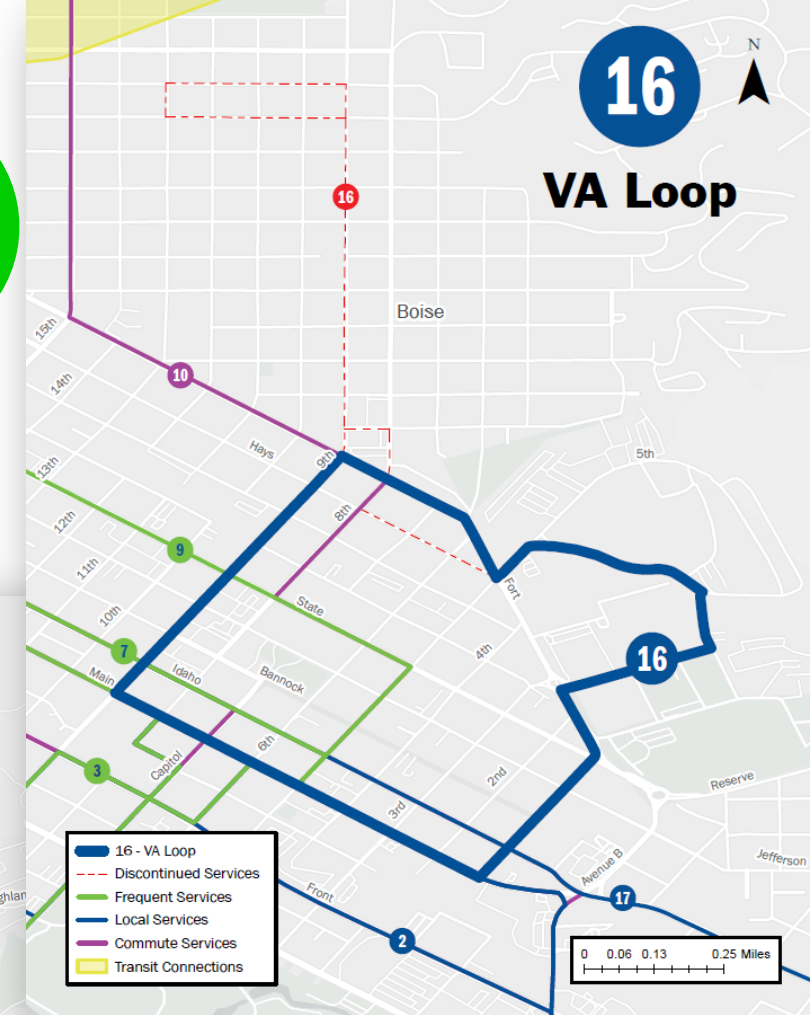 16
N
VA Loop
16
Boise
15th
10
14th
Hays
9th
5th
13th
8th
12th
9
11th
Fort
10th
State
4th
7
16
Main
Idaho
Bannock
Capitol
6th
3
2nd
Reserve
3rd
Avenue B
Jefferson
Front
17
2
16 - VA Loop
Discontinued Services
Frequent Services
Local Services
Commute Services
Transit Connections
0 0.06 0.13 0.25 Miles